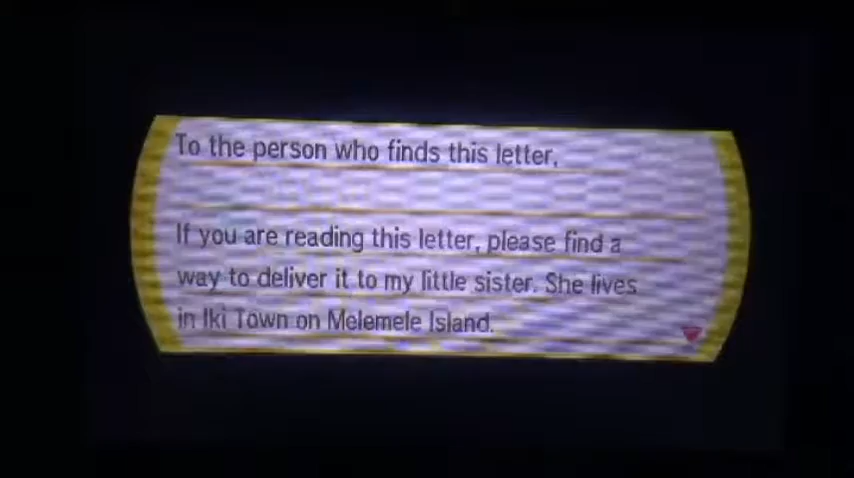 To the person who finds this letter,
If you are reading this letter, please find a
way to deliver it to my little sister. She lives
in Iki Town on Melemele Island.